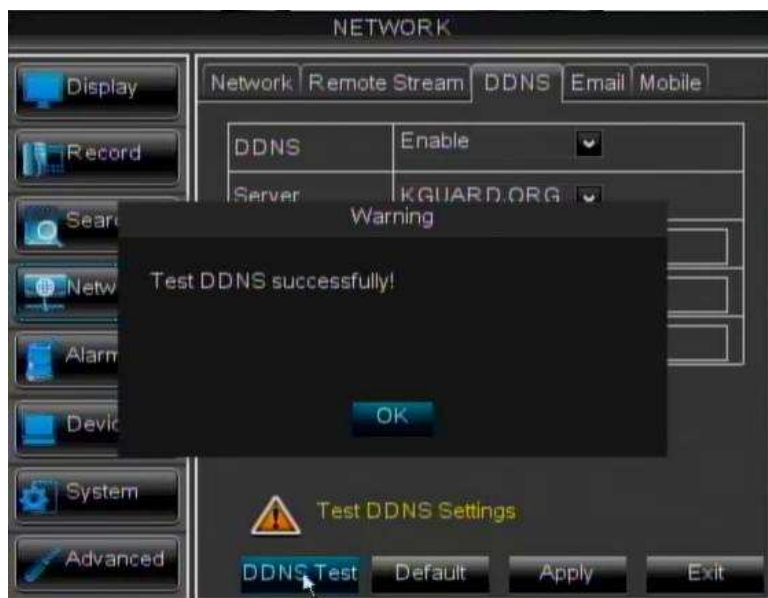 NETWORK
Display
Record
Network Remote Stream DDNS Email Mobile
DDNS Enable
Server KGUARD.ORG
Warning
Test DDNS successfully!
OK
System
Advanced
Test DDNS Settings
DDNS Test Default Apply Exit